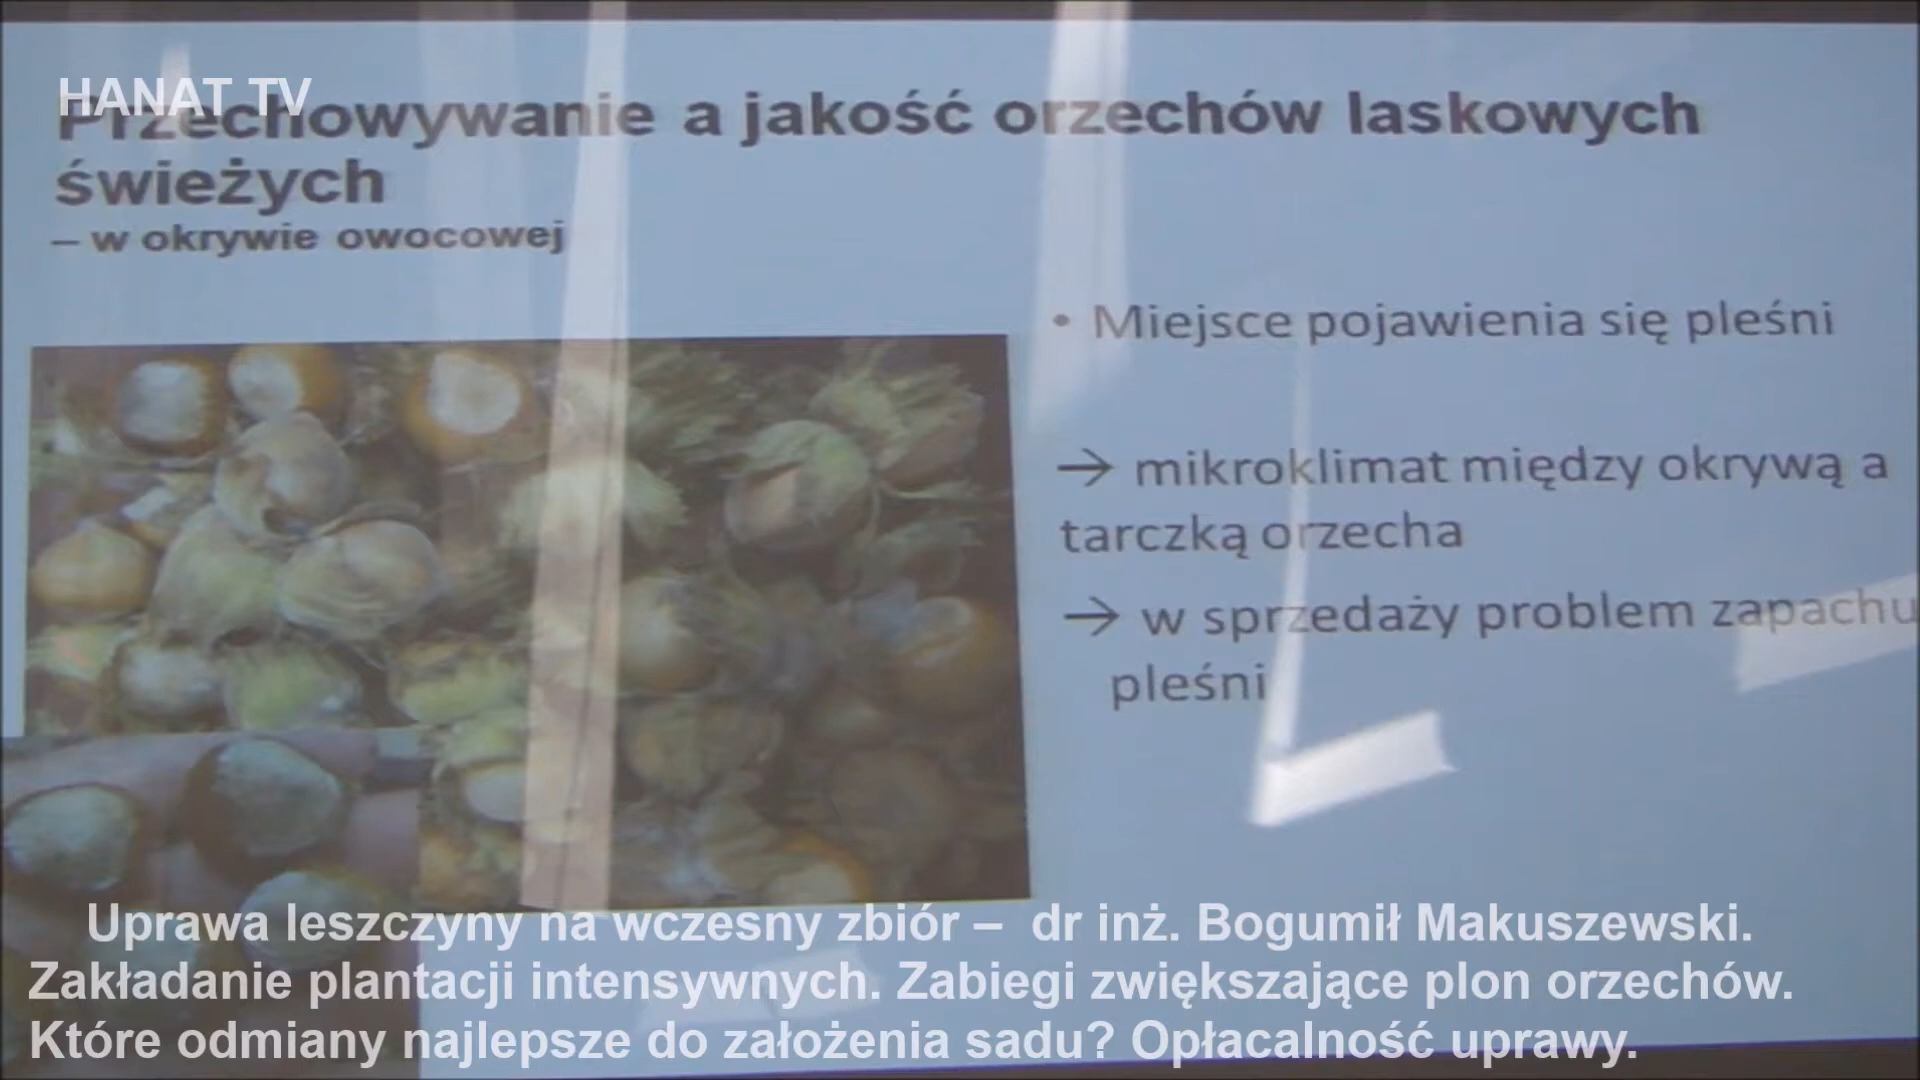 HANAT TV
Przechowywanie a jakość orzechów laskowych
świeżych
– w okrywie owocowej
• Miejsce pojawienia się pleśni
→ mikroklimat między okrywą a
tarczką orzecha
→ w sprzedaży problem zapachu
pleśni
Uprawa leszczyny na wczesny zbiór – dr inż. Bogumił Makuszewski.
Zakładanie plantacji intensywnych. Zabiegi zwiększające plon orzechów.
Które odmiany najlepsze do założenia sadu? Opłacalność uprawy.